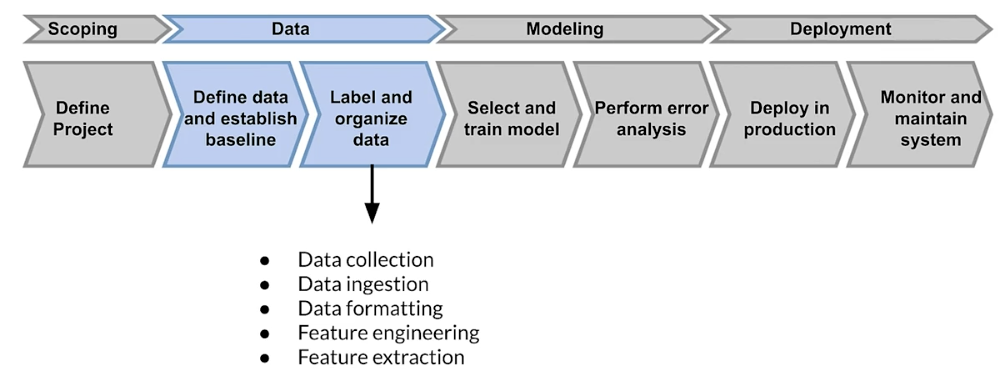 Scoping
Data
Modeling
Deployment
Define
Project
Define data
and establish
baseline
Label and
organize
data
Select and
train model
Perform error
analysis
Deploy in
production
Monitor and
maintain
system
● Data collection
● Data ingestion
● Data formatting
● Feature engineering
● Feature extraction